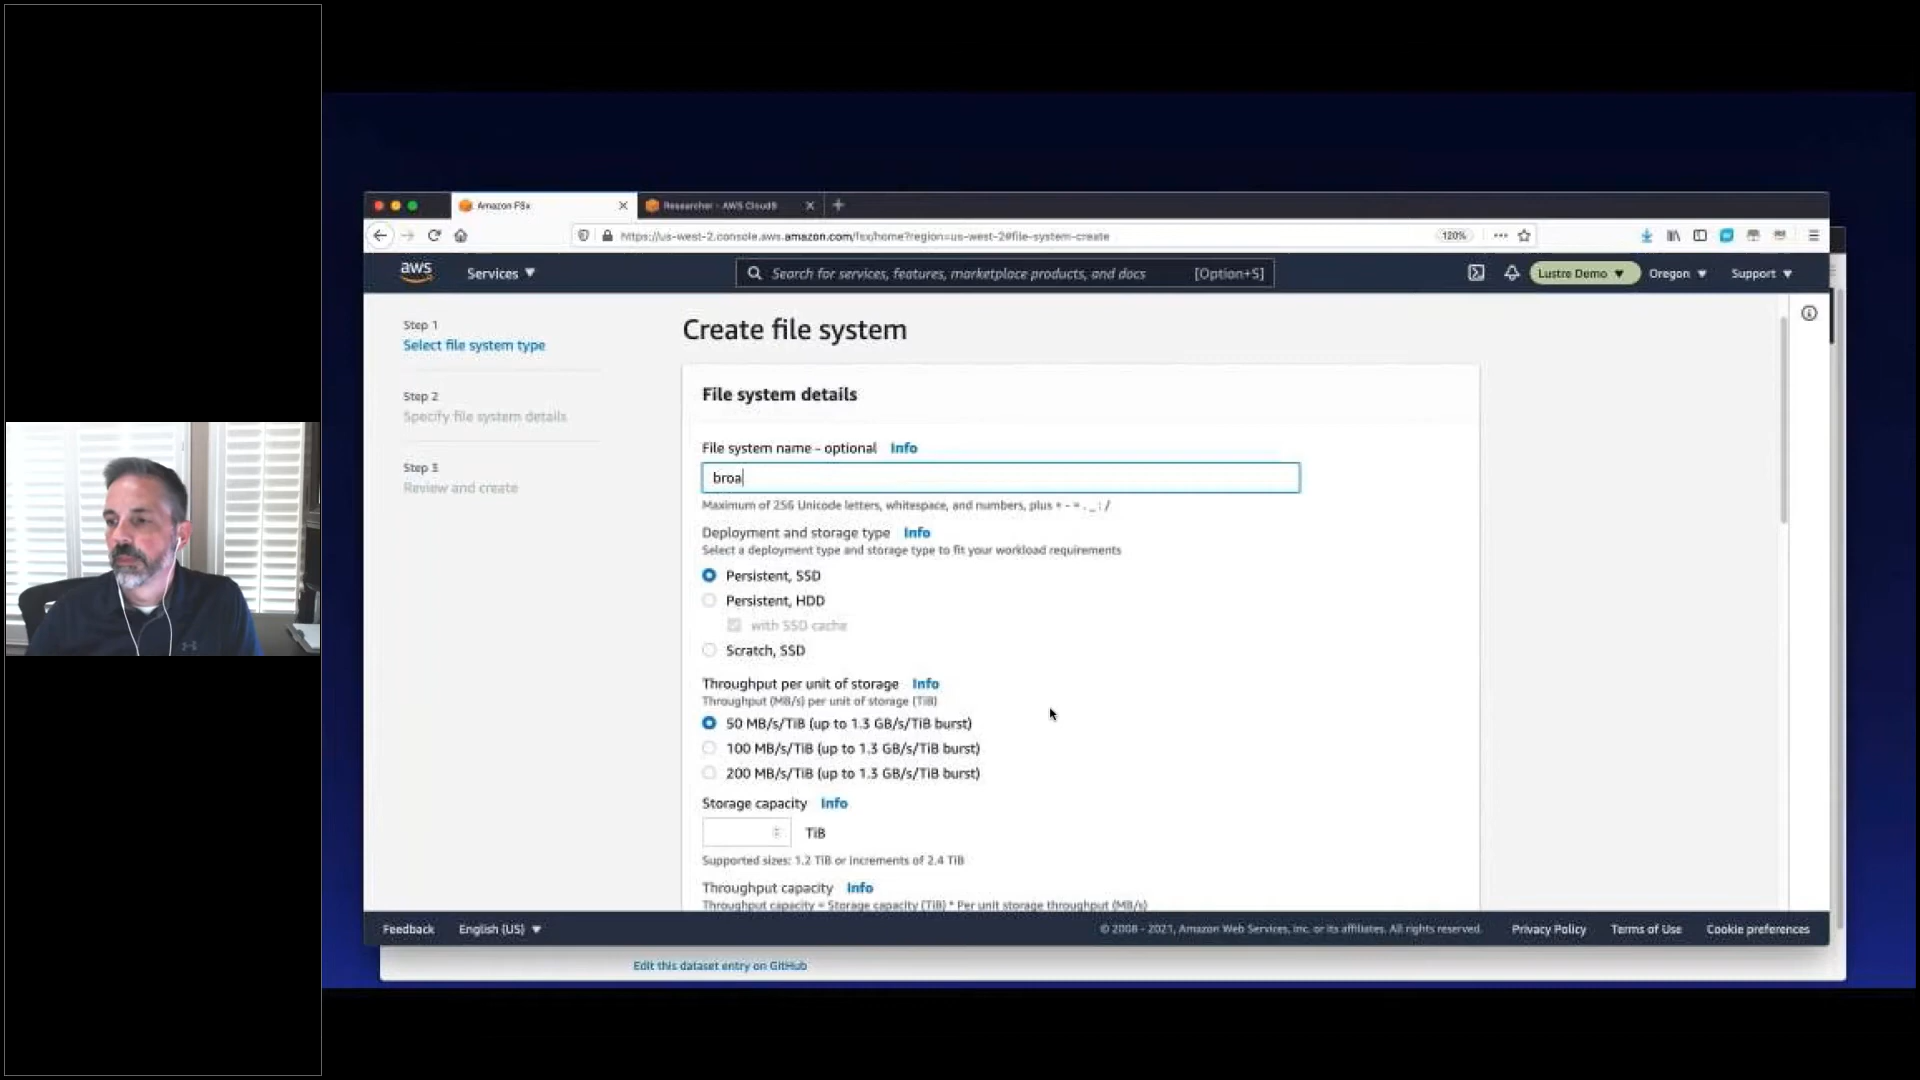 Amazon FSx
Researcher - AWS Cloud9
https://us-west-2.console.aws.amazon.com/fsx/home?region=us-west-2#file-system-create
120%
aws
Services
Search for services, features, marketplace products, and docs
[Option+S]
Lustre Demo
Oregon
Support
Step 1
Select file system type
Step 2
Specify file system details
Step 3
Review and create
Create file system
File system details
File system name - optional Info
broa
Maximum of 256 Unicode letters, whitespace, and numbers, plus + - = . _ : /
Deployment and storage type Info
Select a deployment type and storage type to fit your workload requirements
Persistent, SSD
Persistent, HDD
with SSD cache
Scratch, SSD
Throughput per unit of storage Info
Throughput (MB/s) per unit of storage (TiB)
50 MB/s/TiB (up to 1.3 GB/s/TiB burst)
100 MB/s/TiB (up to 1.3 GB/s/TiB burst)
200 MB/s/TiB (up to 1.3 GB/s/TiB burst)
Storage capacity Info
TiB
Supported sizes: 1.2 TiB or increments of 2.4 TiB
Throughput capacity Info
Throughput capacity = Storage capacity (TiB) * Per unit storage throughput (MB/s)
Feedback
English (US)
© 2008 - 2021, Amazon Web Services, Inc. or its affiliates. All rights reserved.
Privacy Policy
Terms of Use
Cookie preferences
Edit this dataset entry on GitHub